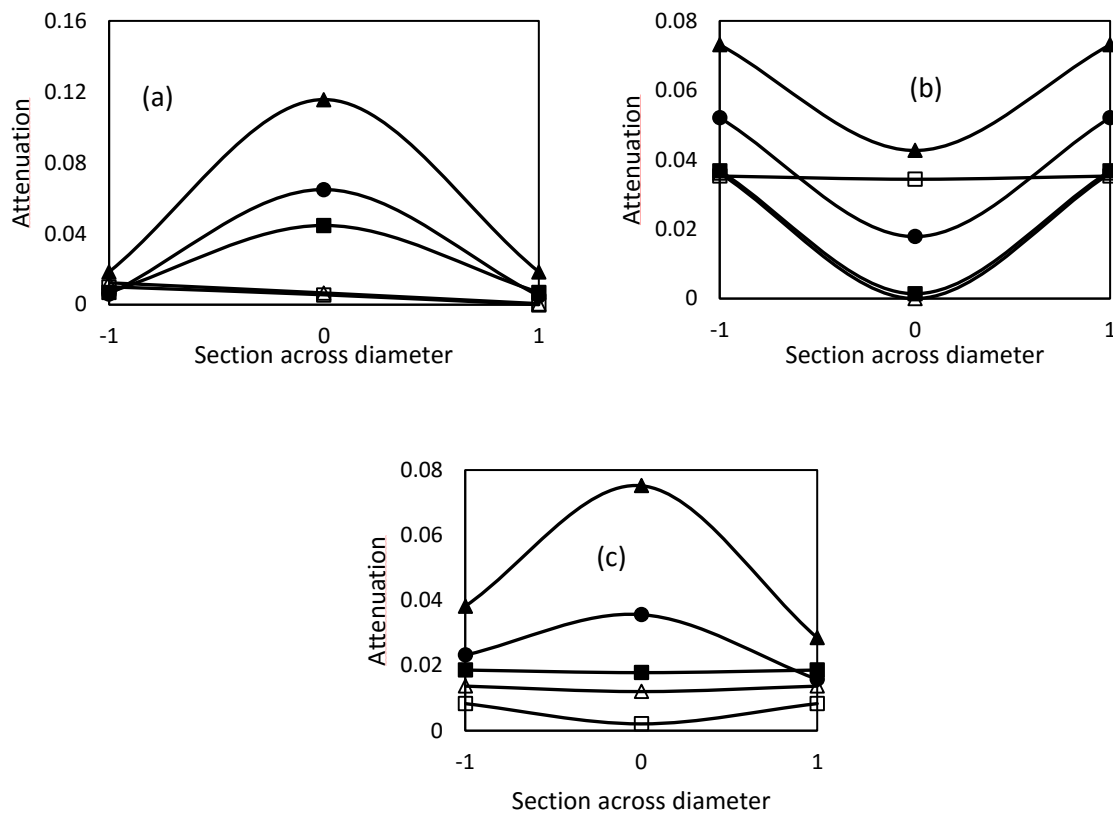 0.16
0.12
0.08
0.04
0
Attenuation
(a)
-1 0 1
Section across diameter
0.08
0.06
0.04
0.02
0
Attenuation
(b)
-1 0 1
Section across diameter
0.08
0.06
0.04
0.02
0
Attenuation
(c)
-1 0 1
Section across diameter